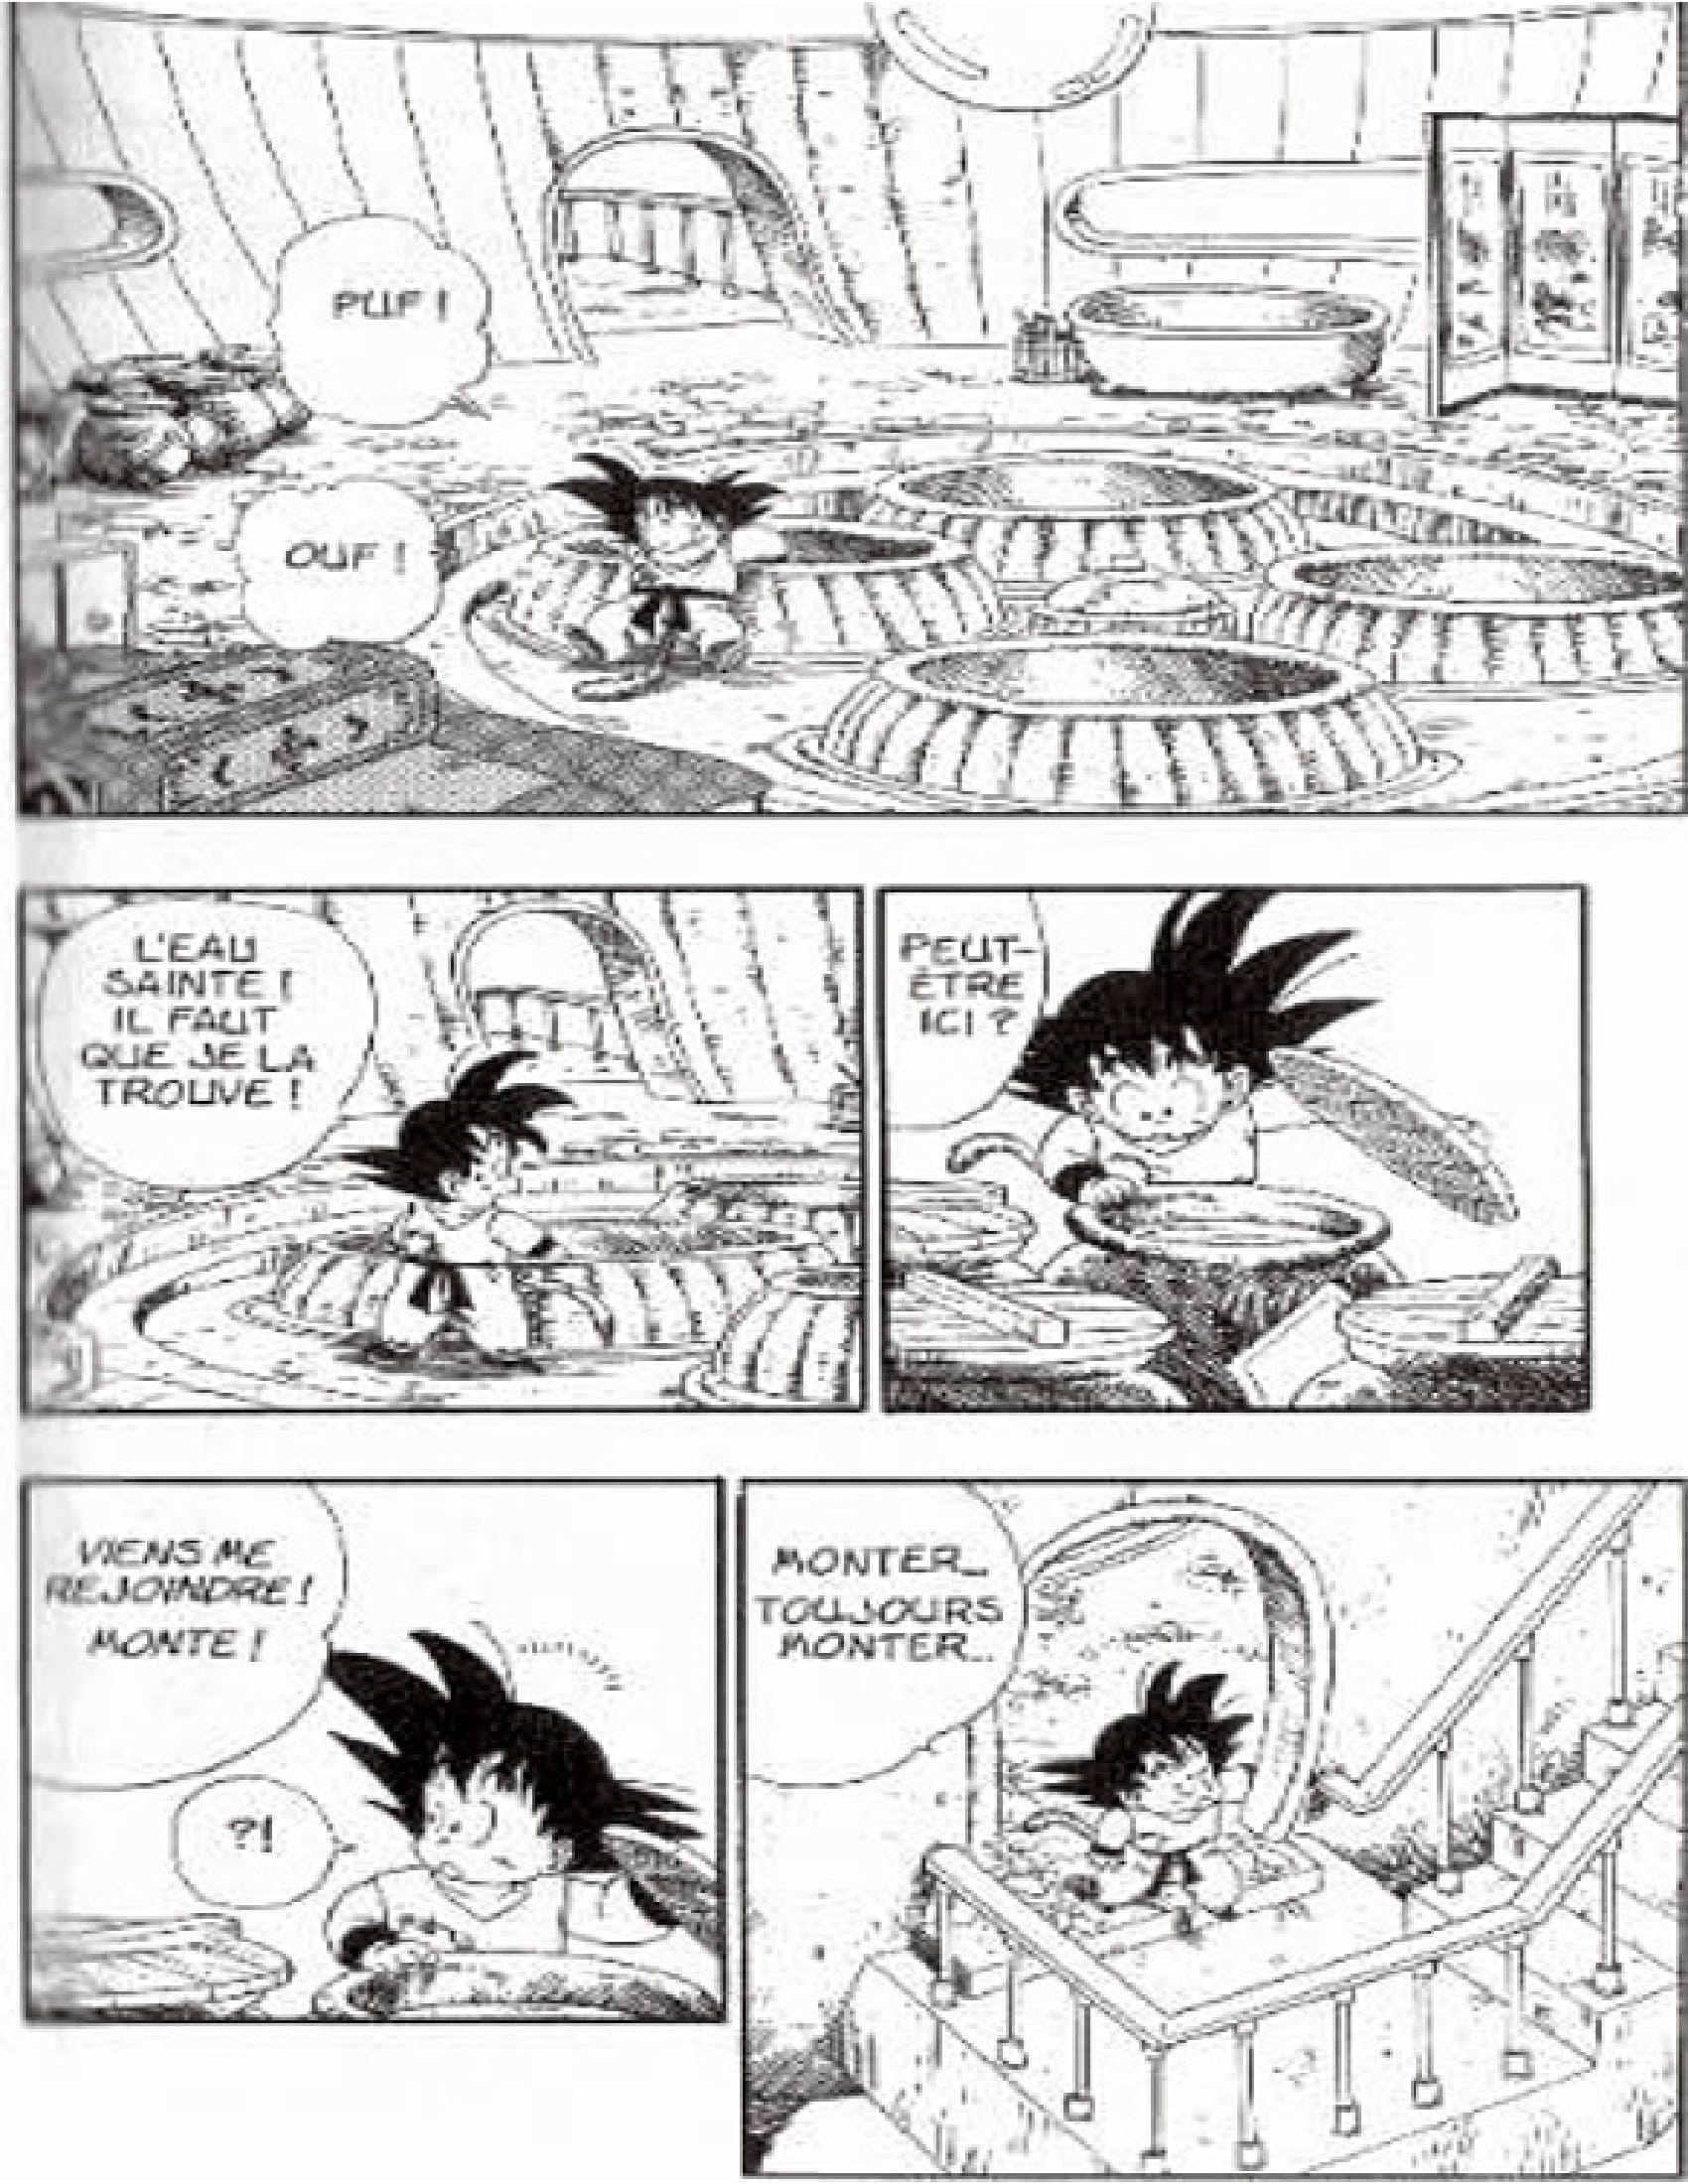 PUF !
OUF !
L'EAU
SAINTE !
IL FAUT
QUE JE LA
TROUVE !
PEUT-
ÊTRE
ICI ?
VIENS ME
REJOINDRE !
MONTE !
?!
MONTER...
TOUJOURS
MONTER...